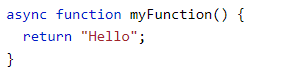 async function myFunction() {
  return "Hello";
}